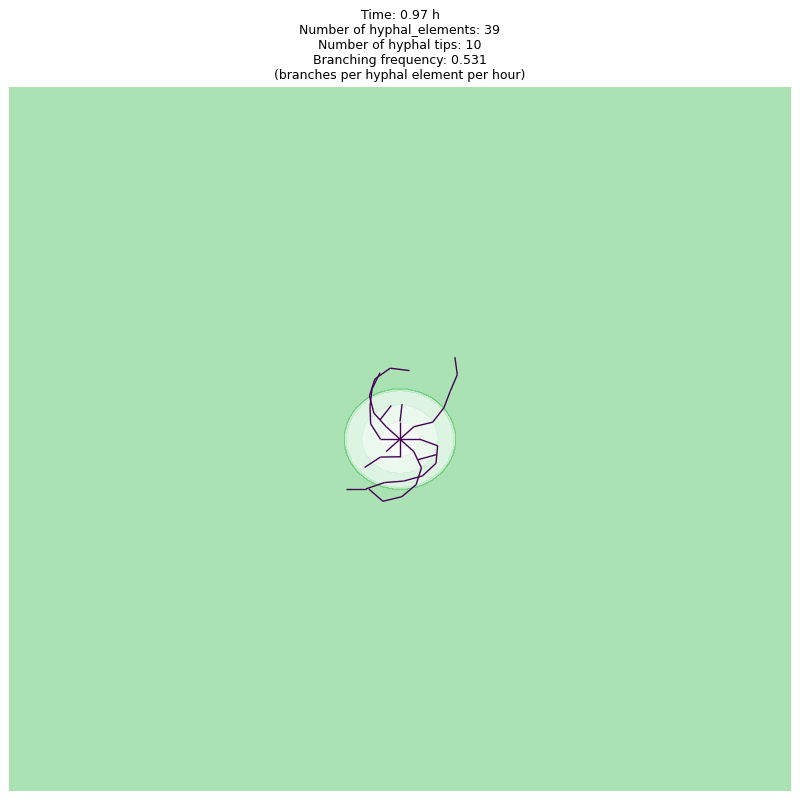 Time: 0.97 h
Number of hyphal_elements: 39
Number of hyphal tips: 10
Branching frequency: 0.531
(branches per hyphal element per hour)